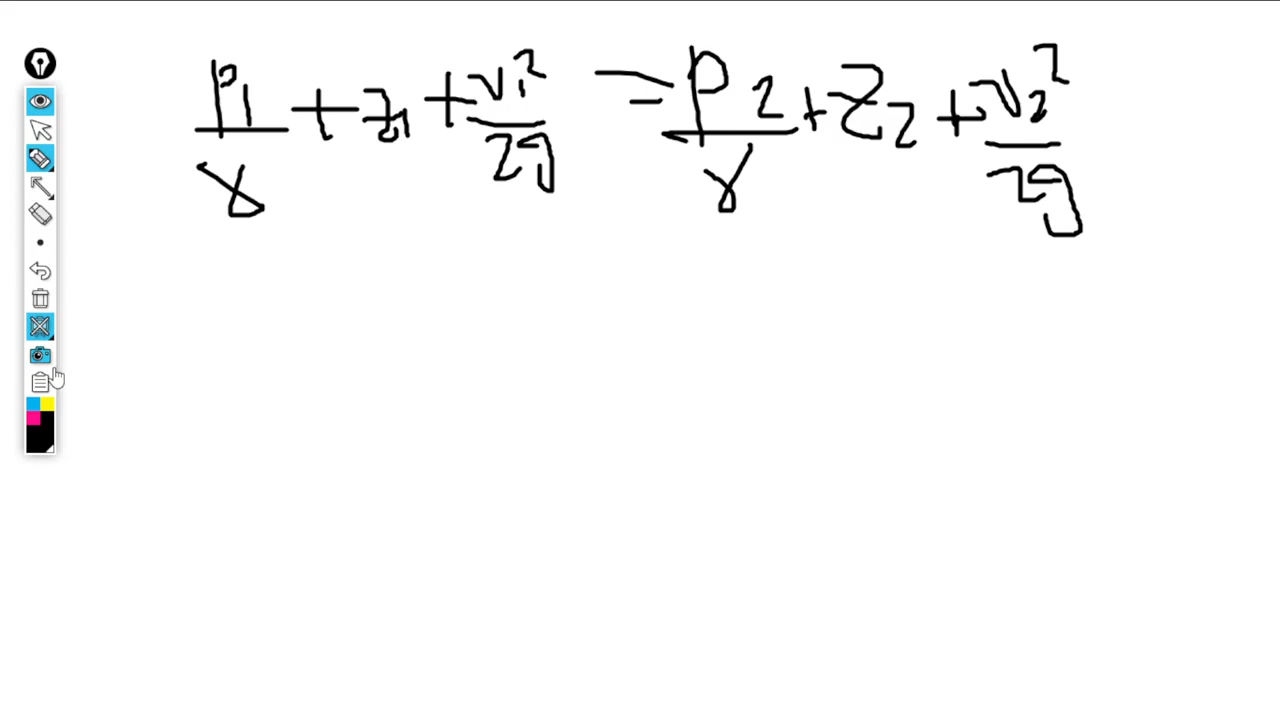 P₁/γ + z₁ + v₁²/2g = P₂/γ + z₂ + v₂²/2g